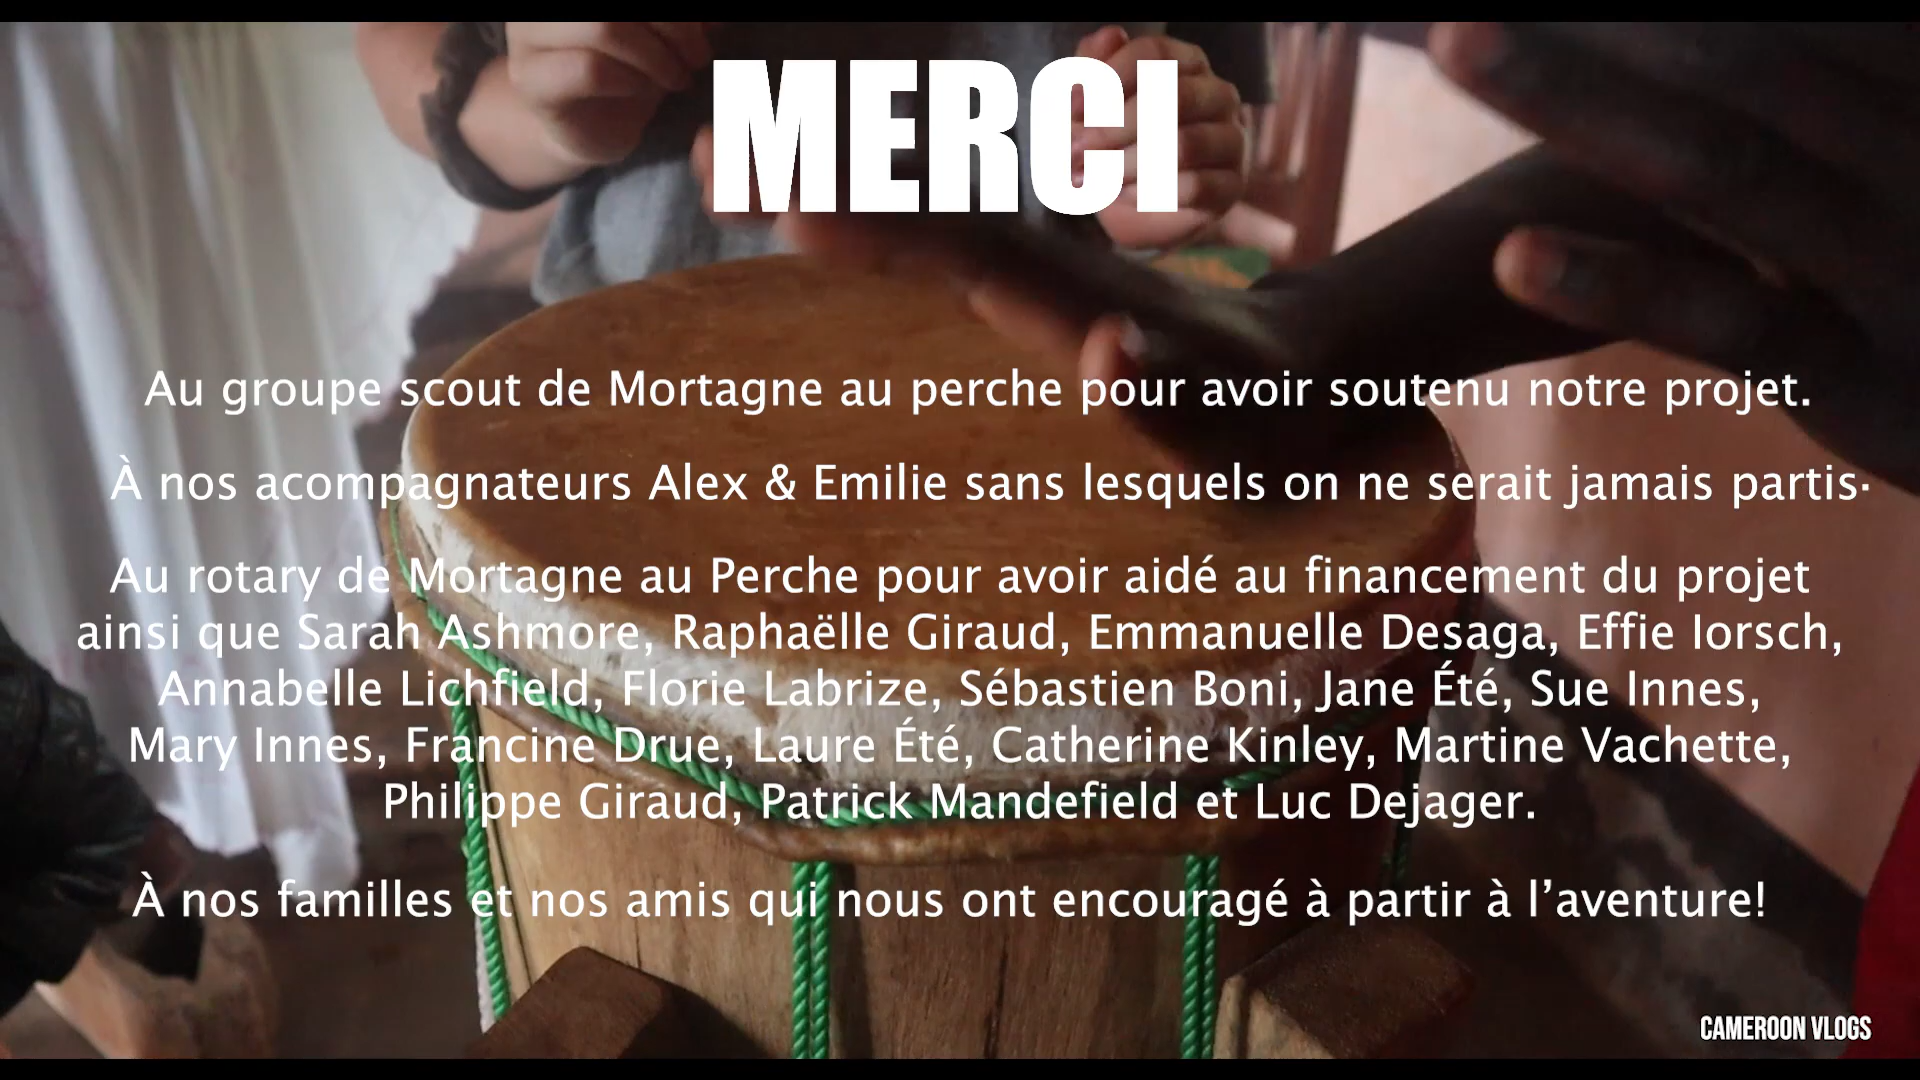 MERCI
Au groupe scout de Mortagne au perche pour avoir soutenu notre projet.
À nos acompagnateurs Alex & Emilie sans lesquels on ne serait jamais partis.
Au rotary de Mortagne au Perche pour avoir aidé au financement du projet
ainsi que Sarah Ashmore, Raphaëlle Giraud, Emmanuelle Desaga, Effie Iorsch,
Annabelle Lichfield, Florie Labrize, Sébastien Boni, Jane Été, Sue Innes,
Mary Innes, Francine Drue, Laure Été, Catherine Kinley, Martine Vachette,
Philippe Giraud, Patrick Mandefield et Luc Dejager.
À nos familles et nos amis qui nous ont encouragé à partir à l’aventure!
CAMEROON VLOGS